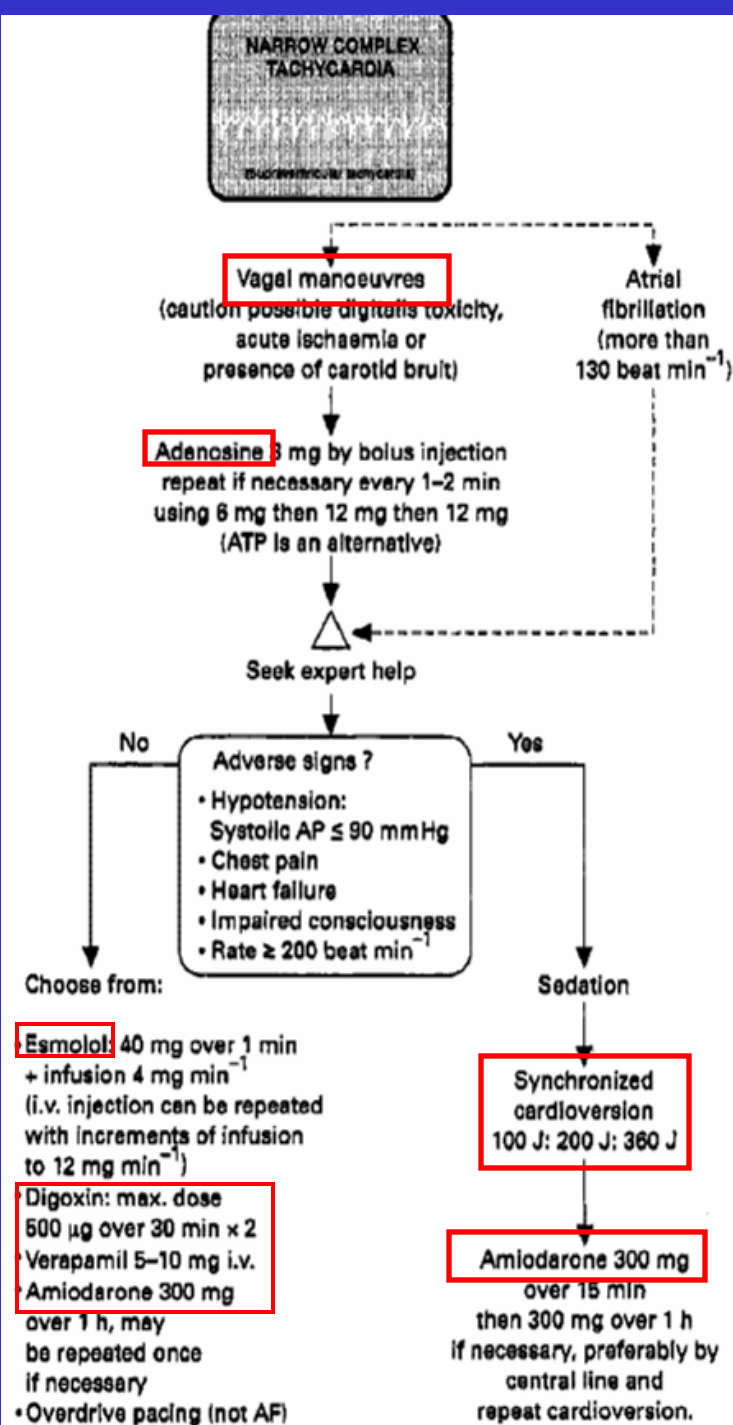 NARROW COMPLEX
TACHYCARDIA
(Supraventricular tachycardia)
Vagal manoeuvres
(caution possible digitalis toxicity,
acute ischaemia or
presence of carotid bruit)
Atrial
fibrillation
(more than
130 beat min⁻¹)
Adenosine 3 mg by bolus injection
repeat if necessary every 1–2 min
using 6 mg then 12 mg then 12 mg
(ATP is an alternative)
Seek expert help
No
Yes
Adverse signs ?
• Hypotension:
Systolic AP ≤ 90 mmHg
• Chest pain
• Heart failure
• Impaired consciousness
• Rate ≥ 200 beat min⁻¹
Choose from:
• Esmolol: 40 mg over 1 min
+ infusion 4 mg min⁻¹
(i.v. injection can be repeated
with increments of infusion
to 12 mg min⁻¹)
• Digoxin: max. dose
500 µg over 30 min × 2
• Verapamil 5–10 mg i.v.
• Amiodarone 300 mg
over 1 h, may
be repeated once
if necessary
• Overdrive pacing (not AF)
Sedation
Synchronized
cardioversion
100 J: 200 J: 360 J
Amiodarone 300 mg
over 15 min
then 300 mg over 1 h
if necessary, preferably by
central line and
repeat cardioversion.